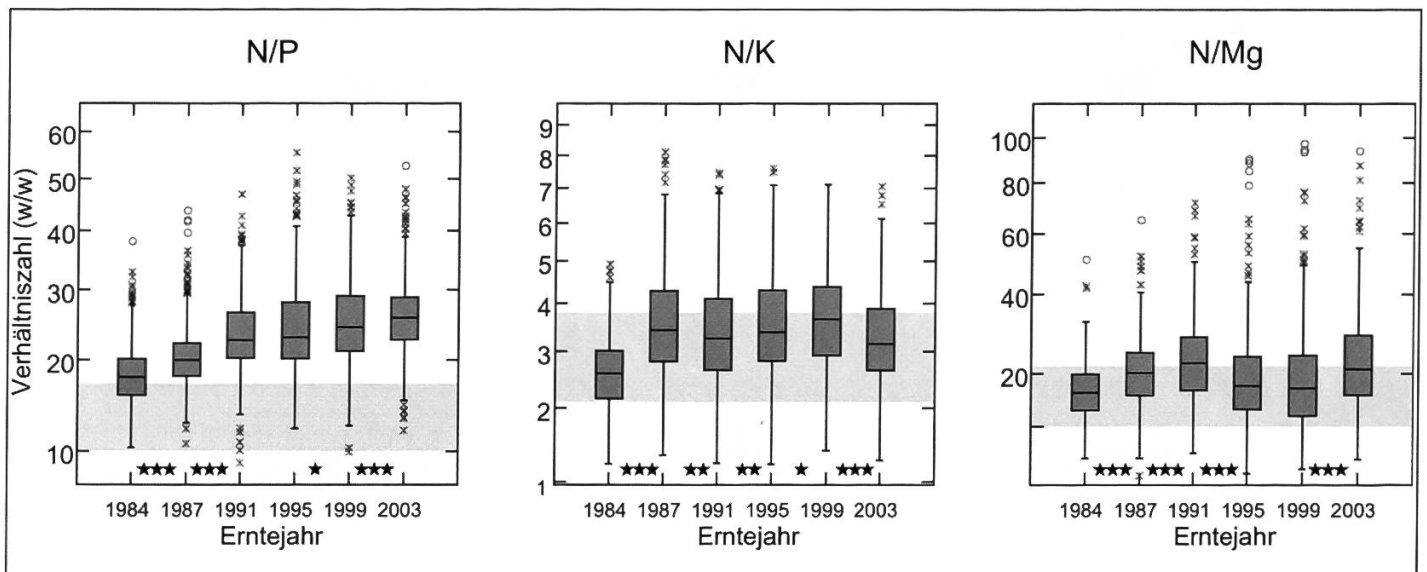 N/P
N/K
N/Mg
Verhältniszahl (w/w)
60
50
40
30
20
10
9
8
7
6
5
4
3
2
1
100
80
60
40
20
★★★ ★★★ ★ ★★★
★★★ ★★ ★★ ★ ★★★
★★★ ★★★ ★★★ ★★★
1984 1987 1991 1995 1999 2003
1984 1987 1991 1995 1999 2003
1984 1987 1991 1995 1999 2003
Erntejahr
Erntejahr
Erntejahr